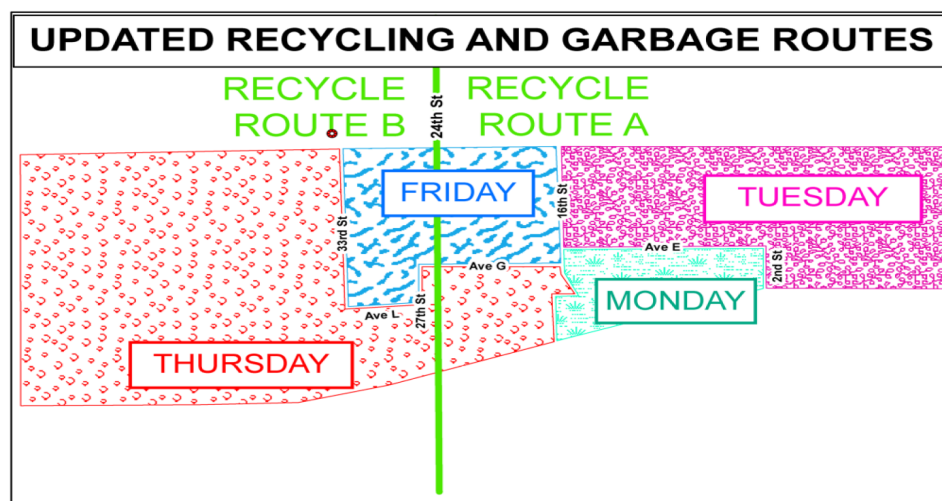 UPDATED RECYCLING AND GARBAGE ROUTES
RECYCLE
ROUTE B
24th St
RECYCLE
ROUTE A
FRIDAY
TUESDAY
33rd St
16th St
Ave E
2nd St
Ave G
27th St
Ave L
MONDAY
THURSDAY